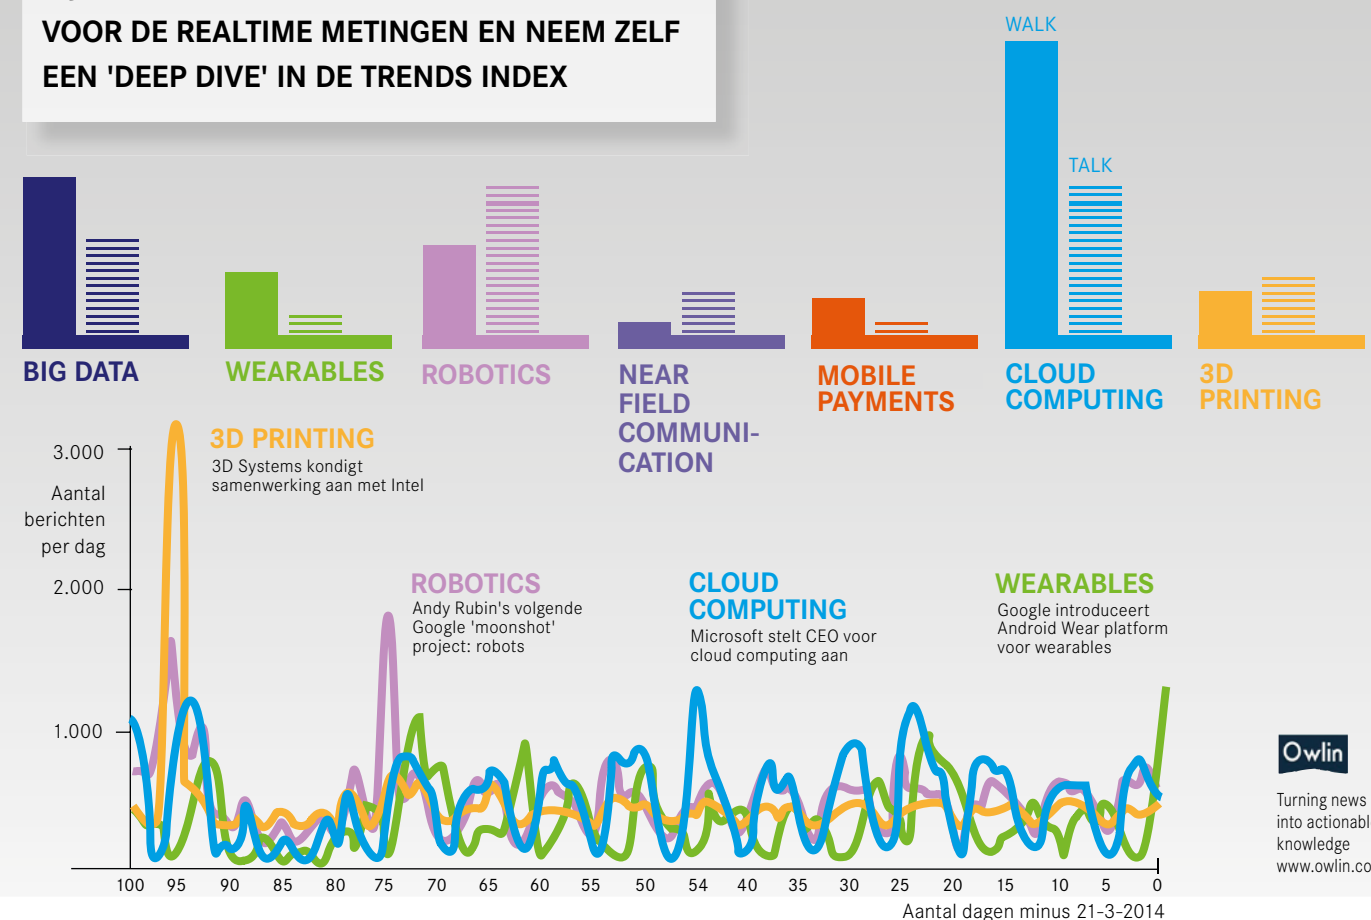 VOOR DE REALTIME METINGEN EN NEEM ZELF
EEN 'DEEP DIVE' IN DE TRENDS INDEX
WALK
TALK
BIG DATA
WEARABLES
ROBOTICS
NEAR
FIELD
COMMUNI-
CATION
MOBILE
PAYMENTS
CLOUD
COMPUTING
3D
PRINTING
3.000
Aantal
berichten
per dag
2.000
1.000
3D PRINTING
3D Systems kondigt
samenwerking aan met Intel
ROBOTICS
Andy Rubin's volgende
Google 'moonshot'
project: robots
CLOUD
COMPUTING
Microsoft stelt CEO voor
cloud computing aan
WEARABLES
Google introduceert
Android Wear platform
voor wearables
Owlin
Turning news
into actionabl
knowledge
www.owlin.co
100 95 90 85 80 75 70 65 60 55 50 54 40 35 30 25 20 15 10 5 0
Aantal dagen minus 21-3-2014